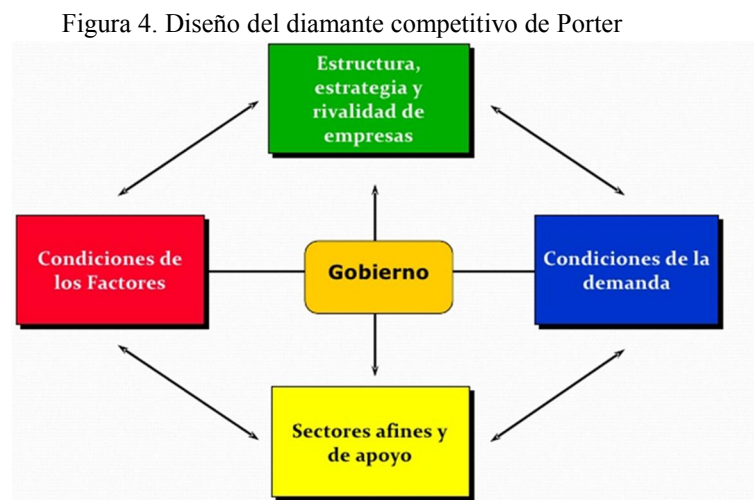 Figura 4. Diseño del diamante competitivo de Porter
Estructura,
estrategia y
rivalidad de
empresas
Condiciones de
los Factores
Gobierno
Condiciones de la
demanda
Sectores afines y
de apoyo